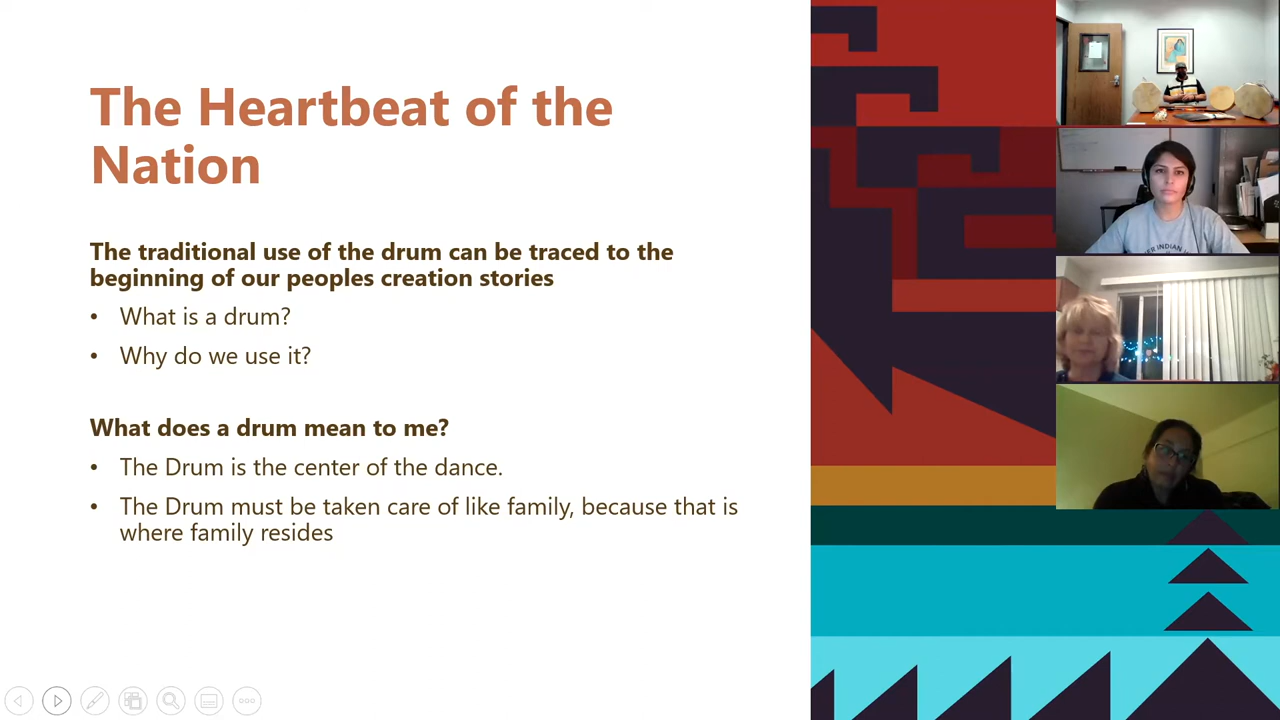 The Heartbeat of the
Nation
The traditional use of the drum can be traced to the
beginning of our peoples creation stories
• What is a drum?
• Why do we use it?
What does a drum mean to me?
• The Drum is the center of the dance.
• The Drum must be taken care of like family, because that is
where family resides
INDIAN